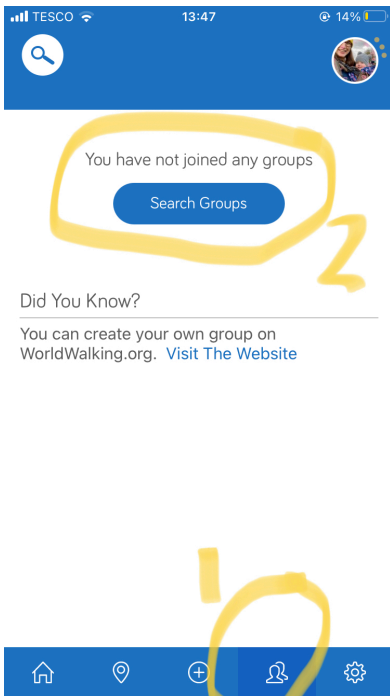 TESCO 13:47 14%
You have not joined any groups
Search Groups
2
Did You Know?
You can create your own group on
WorldWalking.org. Visit The Website
1